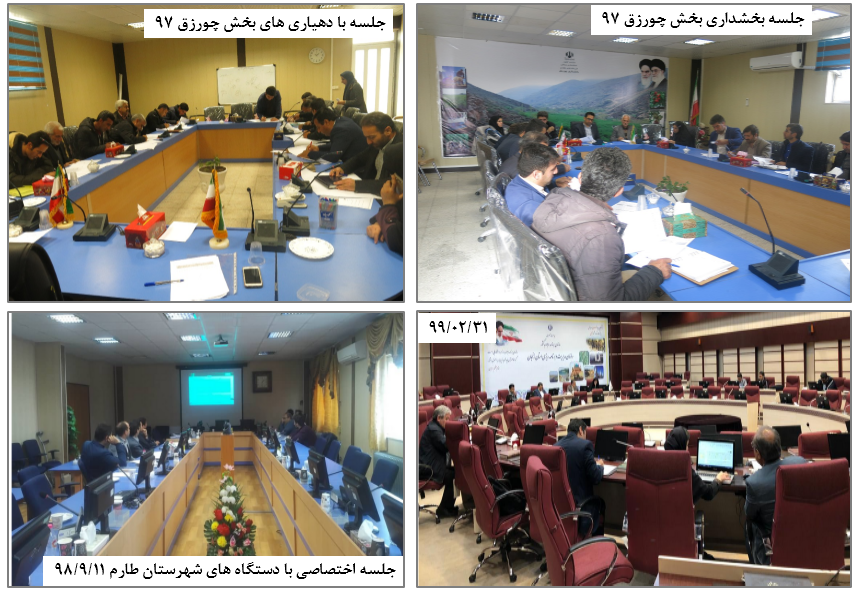 جلسه بخشداری بخش چورزق ۹۷
جلسه با دهیاری های بخش چورزق ۹۷
۹۹/۰۲/۳۱
جلسه اختصاصی با دستگاه های شهرستان طارم ۹۸/۹/۱۱